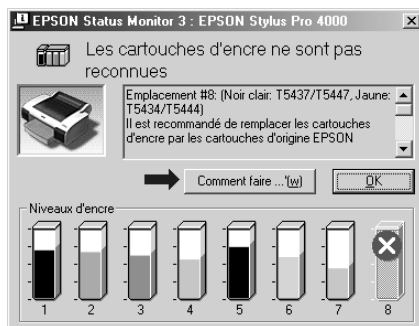 EPSON Status Monitor 3 : EPSON Stylus Pro 4000
Les cartouches d'encre ne sont pas
reconnues
Emplacement #8: (Noir clair: T5437/T5447, Jaune:
T5434/T5444)
Il est recommandé de remplacer les cartouches
d'encre par les cartouches d'origine EPSON
Comment faire ...'(w)
OK
Niveaux d'encre
1 2 3 4 5 6 7 8